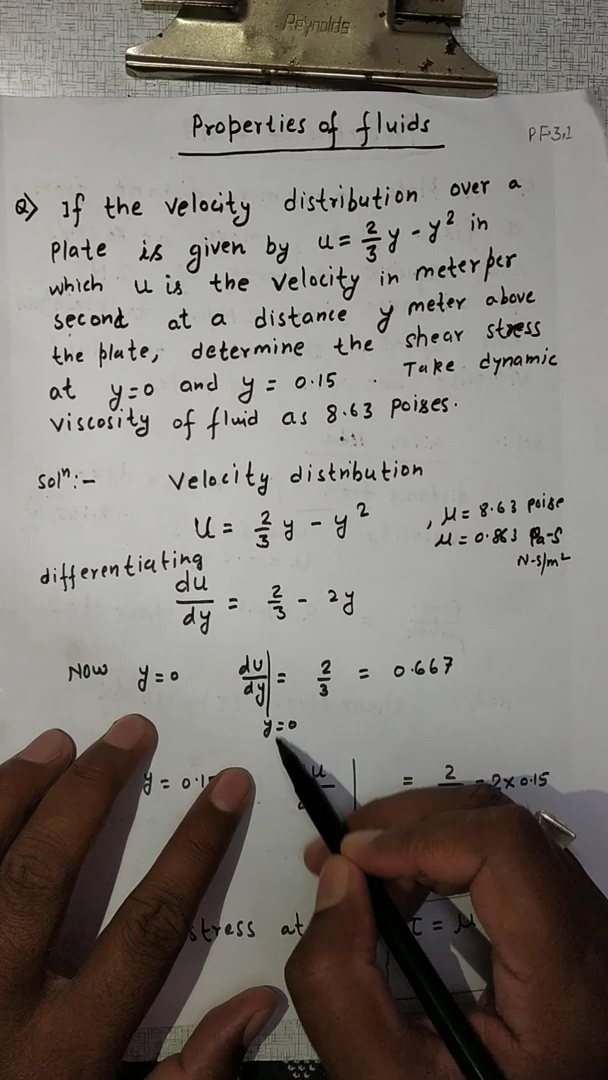 Reynolds
Properties of fluids
PF3.1
Q) If the velocity distribution over a
plate is given by u = 2/3 y - y² in
which u is the velocity in meter per
second at a distance y meter above
the plate, determine the shear stress
at y=0 and y = 0.15 . Take dynamic
viscosity of fluid as 8.63 poises.
Solⁿ:- Velocity distribution
U = 2/3 y - y² , μ = 8.63 poise
μ = 0.863 Pa-S
N-S/m²
differentiating
du/dy = 2/3 - 2y
Now y=0 du/dy| = 2/3 = 0.667
y=0
y = 0.1 = 2 - 2×0.15
stress at τ = μ